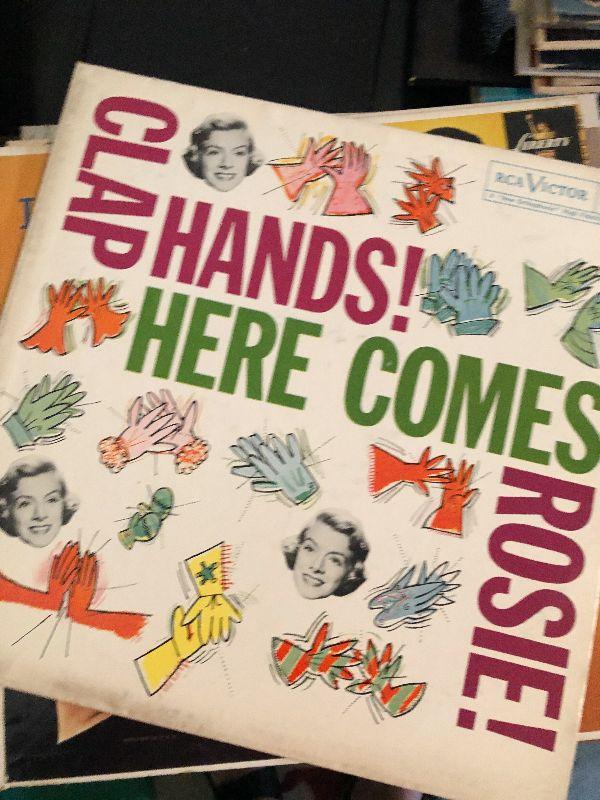 CLAP
HANDS!
HERE COMES
ROSIE!
RCA VICTOR